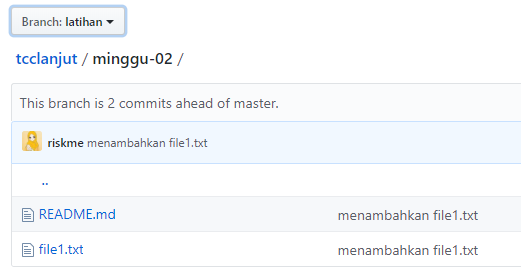 Branch: latihan
tcclanjut / minggu-02 /
This branch is 2 commits ahead of master.
riskme menambahkan file1.txt
..
README.md menambahkan file1.txt
file1.txt menambahkan file1.txt